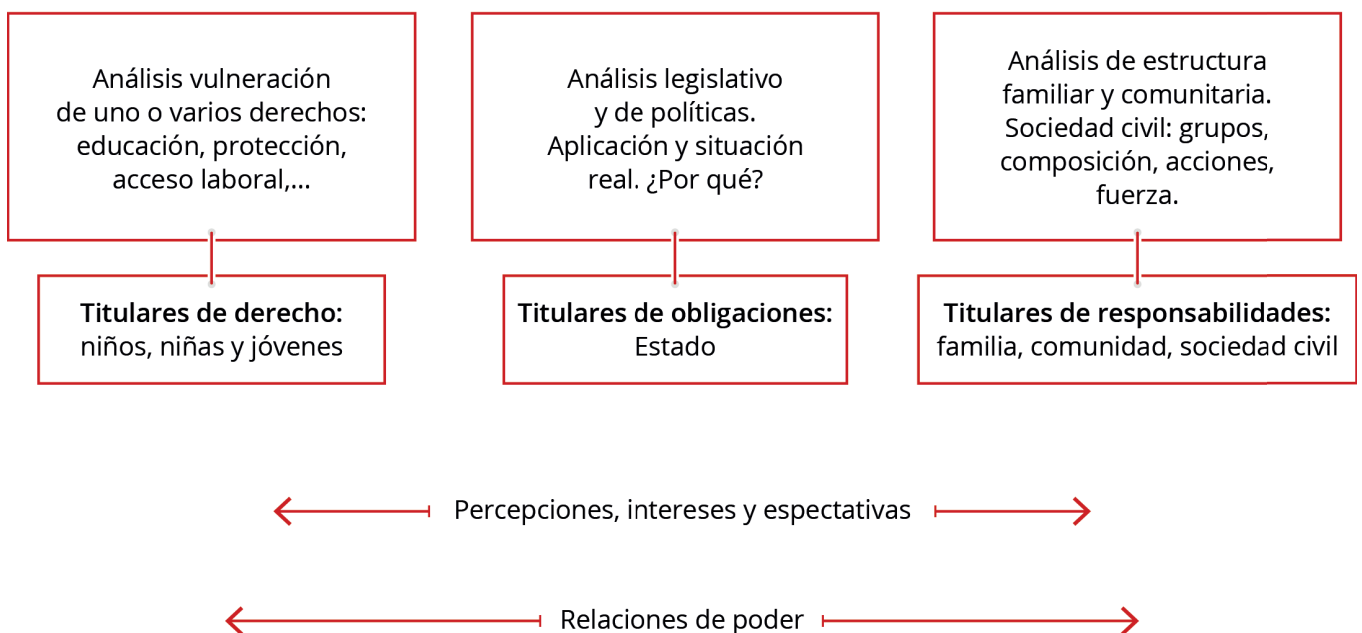 Análisis vulneración
de uno o varios derechos:
educación, protección,
acceso laboral,...
Análisis legislativo
y de políticas.
Aplicación y situación
real. ¿Por qué?
Análisis de estructura
familiar y comunitaria.
Sociedad civil: grupos,
composición, acciones,
fuerza.
Titulares de derecho:
niños, niñas y jóvenes
Titulares de obligaciones:
Estado
Titulares de responsabilidades:
familia, comunidad, sociedad civil
Percepciones, intereses y espectativas
Relaciones de poder